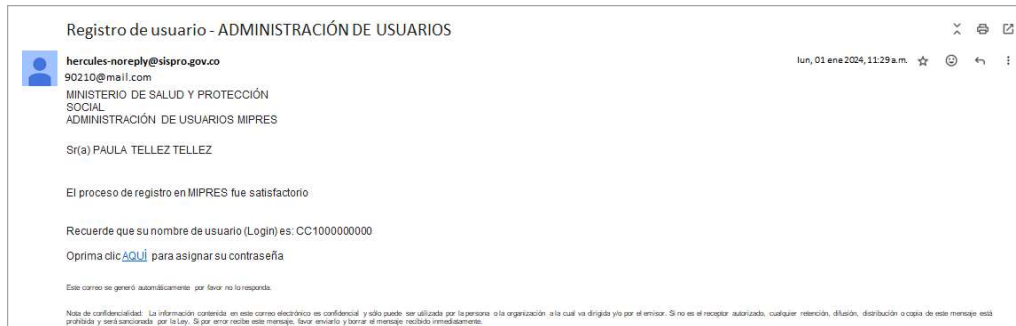 Registro de usuario - ADMINISTRACIÓN DE USUARIOS
hercules-noreply@sispro.gov.co
lun, 01 ene 2024, 11:29 a.m.
90210@mail.com
MINISTERIO DE SALUD Y PROTECCIÓN
SOCIAL
ADMINISTRACIÓN DE USUARIOS MIPRES
Sr(a) PAULA TELLEZ TELLEZ
El proceso de registro en MIPRES fue satisfactorio
Recuerde que su nombre de usuario (Login) es: CC1000000000
Oprima clic AQUÍ para asignar su contraseña
Este correo se generó automáticamente por favor no lo responda.
Nota de confidencialidad: La información contenida en este correo electrónico es confidencial y sólo puede ser utilizada por la persona o la organización a la cual va dirigida y/o por el emisor. Si no es el receptor autorizado, cualquier retención, difusión, distribución o copia de este mensaje está
prohibida y será sancionada por la Ley. Si por error recibe este mensaje, favor enviarlo y borrar el mensaje recibido inmediatamente.